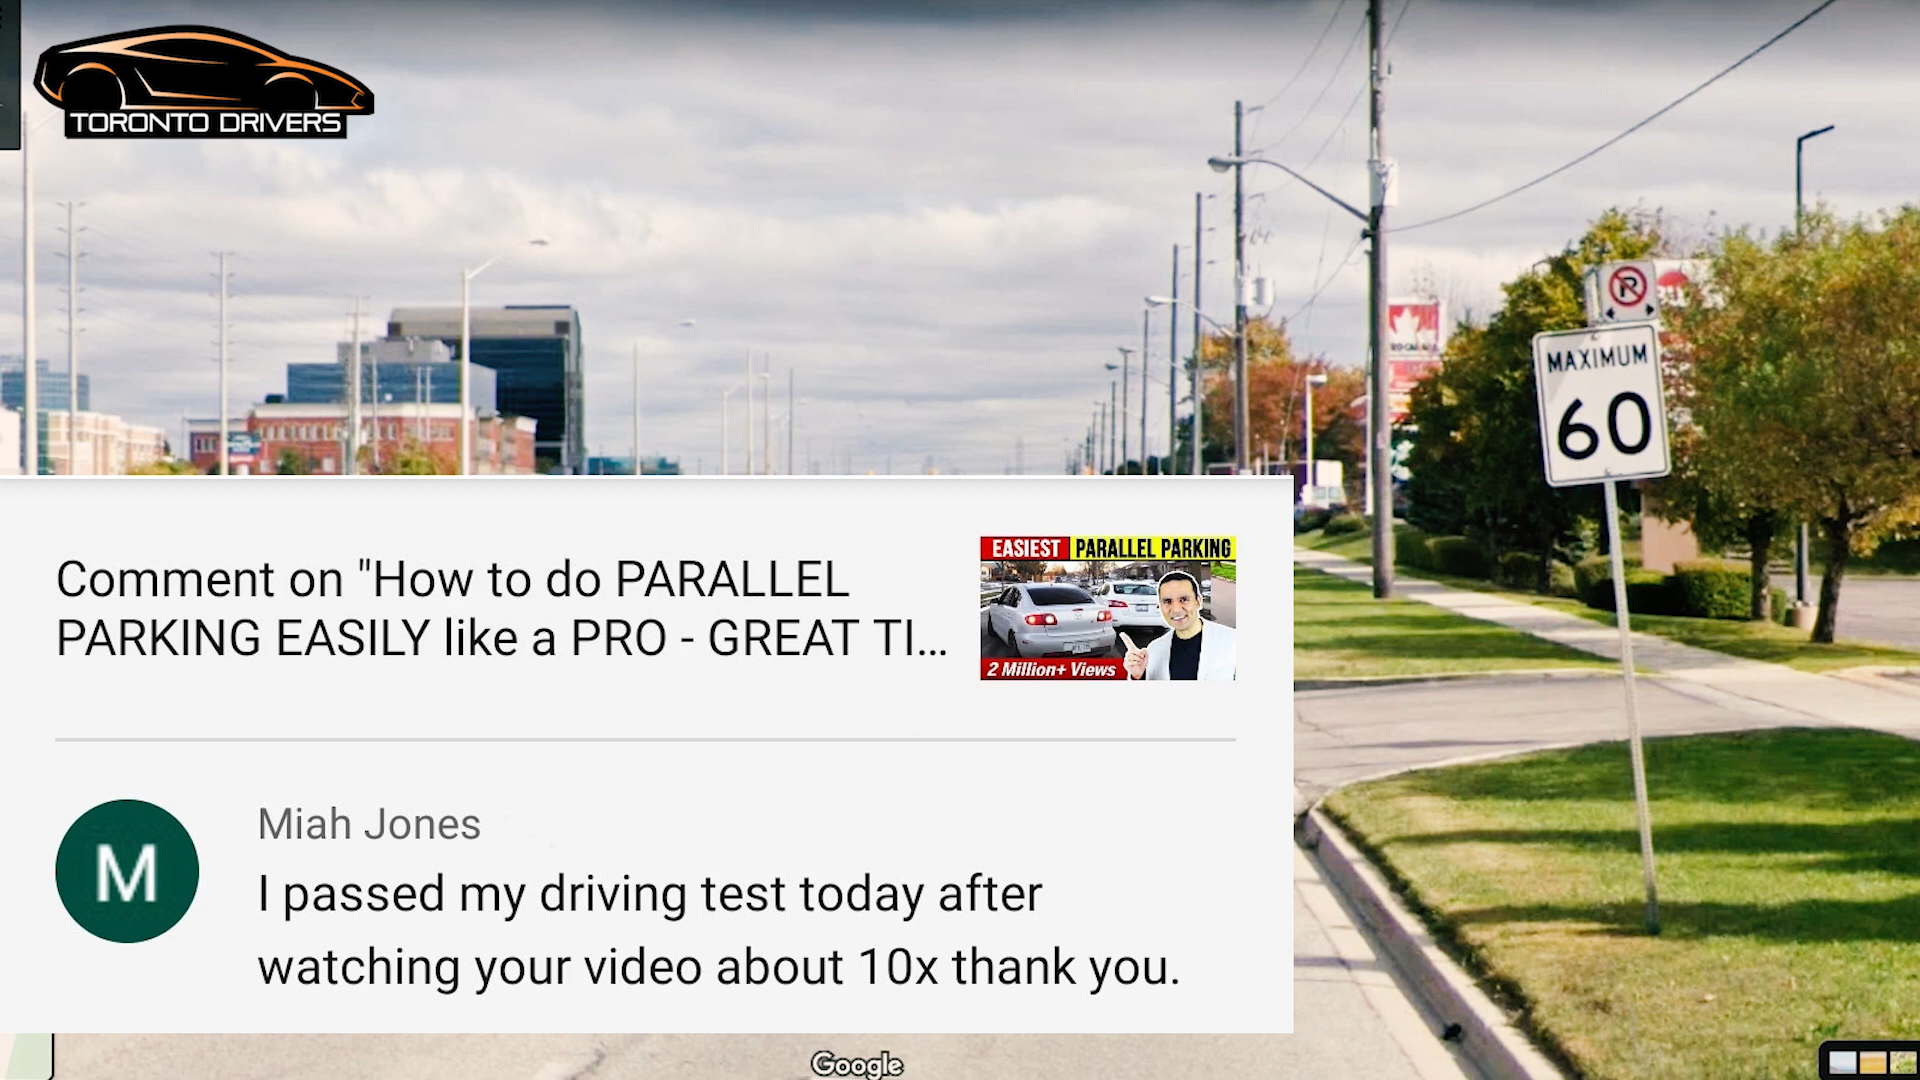 TORONTO DRIVERS
MAXIMUM
60
Comment on "How to do PARALLEL
PARKING EASILY like a PRO - GREAT TI...
EASIEST PARALLEL PARKING
2 Million+ Views
M
Miah Jones
I passed my driving test today after
watching your video about 10x thank you.
Google